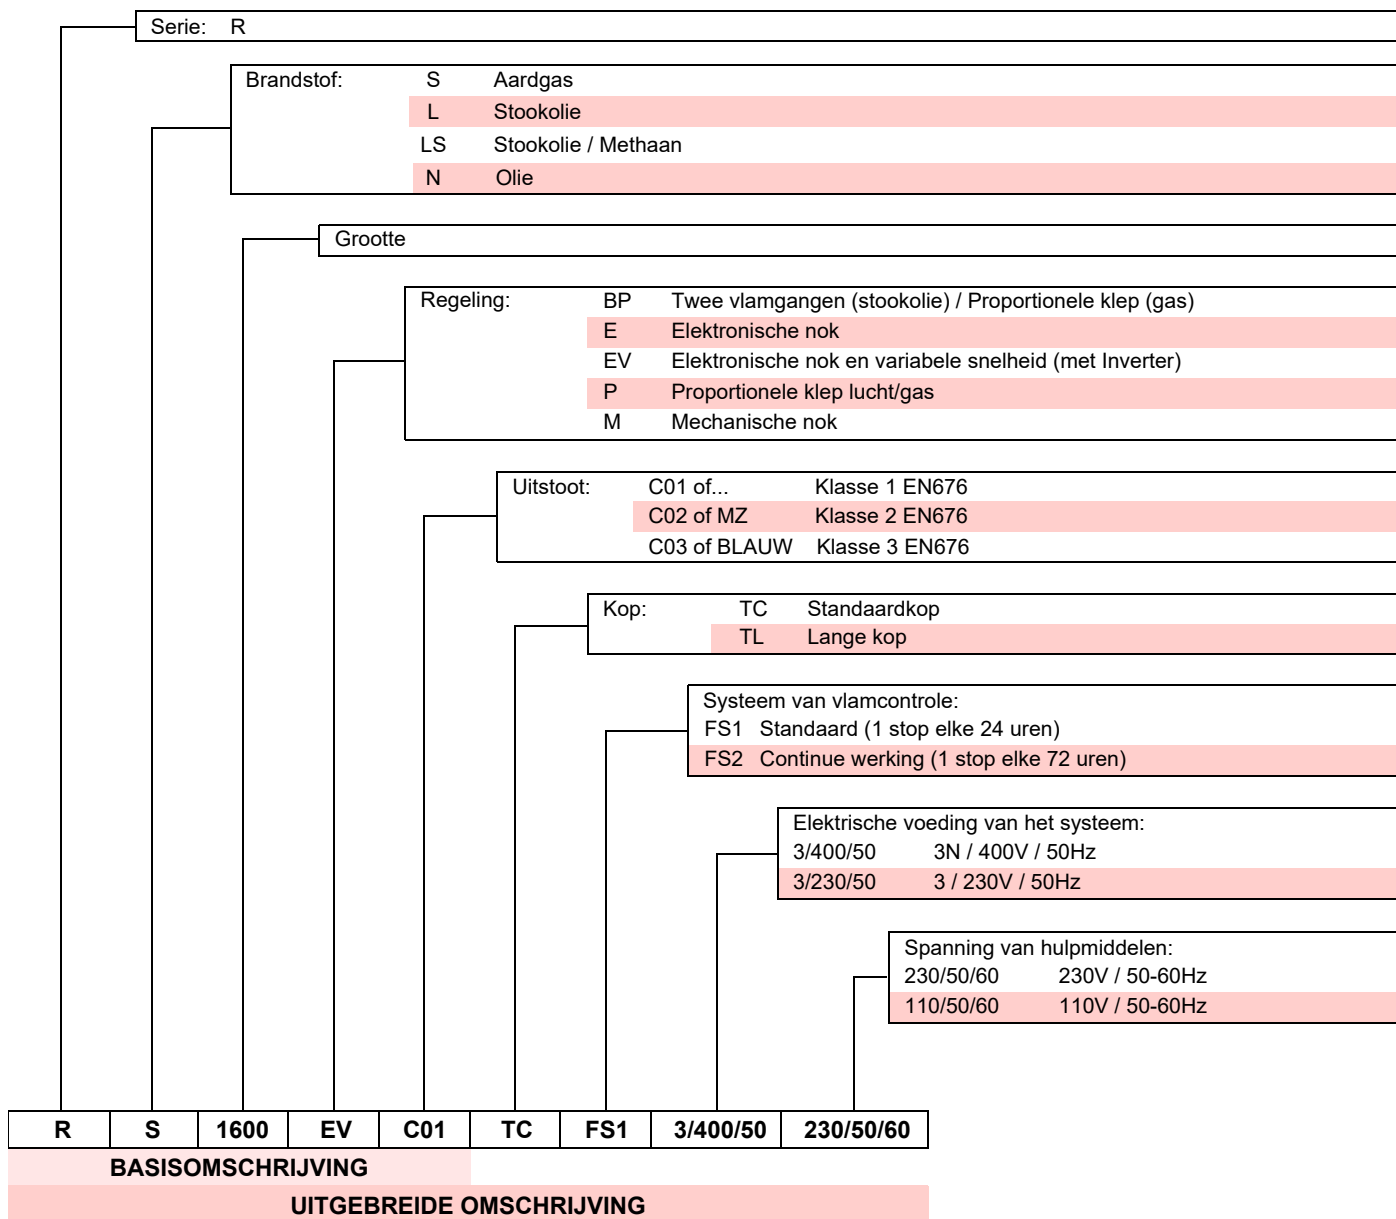 Serie: R
Brandstof: S Aardgas
L Stookolie
LS Stookolie / Methaan
N Olie
Grootte
Regeling: BP Twee vlamgangen (stookolie) / Proportionele klep (gas)
E Elektronische nok
EV Elektronische nok en variabele snelheid (met Inverter)
P Proportionele klep lucht/gas
M Mechanische nok
Uitstoot: C01 of... Klasse 1 EN676
C02 of MZ Klasse 2 EN676
C03 of BLAUW Klasse 3 EN676
Kop: TC Standaardkop
TL Lange kop
Systeem van vlamcontrole:
FS1 Standaard (1 stop elke 24 uren)
FS2 Continue werking (1 stop elke 72 uren)
Elektrische voeding van het systeem:
3/400/50 3N / 400V / 50Hz
3/230/50 3 / 230V / 50Hz
Spanning van hulpmiddelen:
230/50/60 230V / 50-60Hz
110/50/60 110V / 50-60Hz
R S 1600 EV C01 TC FS1 3/400/50 230/50/60
BASISOMSCHRIJVING
UITGEBREIDE OMSCHRIJVING